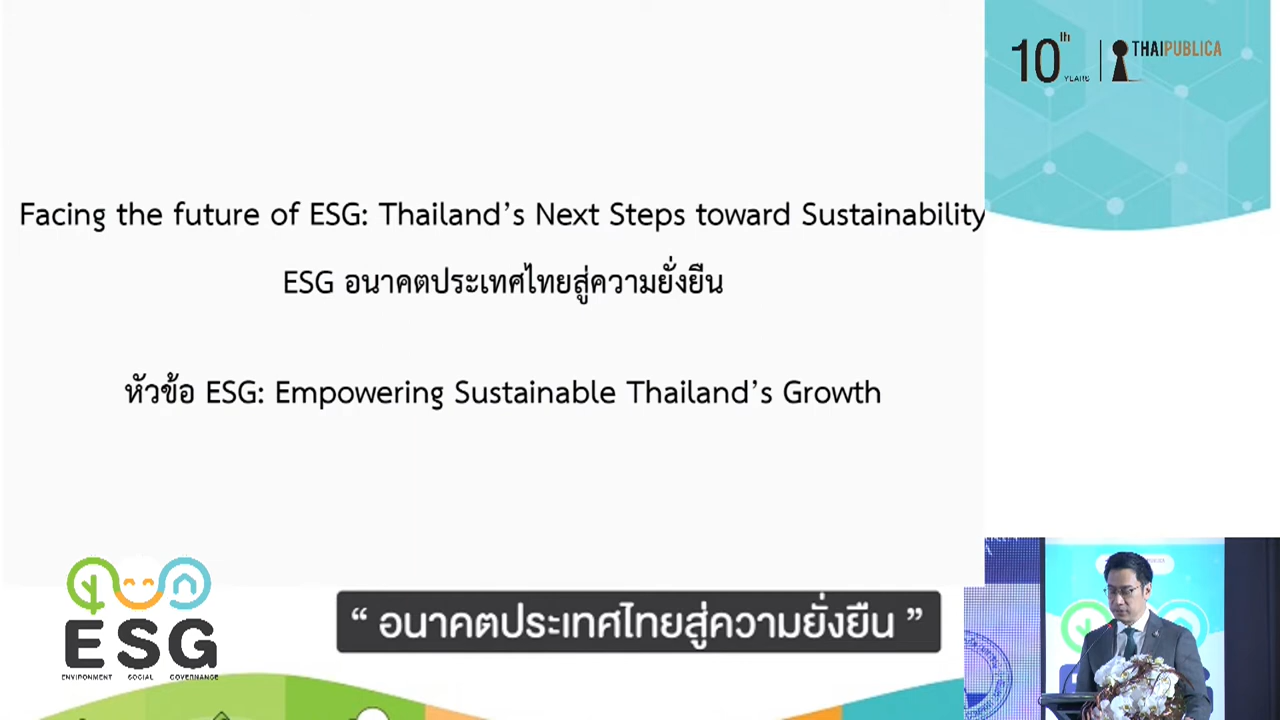 10th
YEARS
THAIPUBLICA
Facing the future of ESG: Thailand’s Next Steps toward Sustainability
ESG อนาคตประเทศไทยสู่ความยั่งยืน
หัวข้อ ESG: Empowering Sustainable Thailand’s Growth
ESG
ENVIRONMENT SOCIAL GOVERNANCE
“ อนาคตประเทศไทยสู่ความยั่งยืน ”